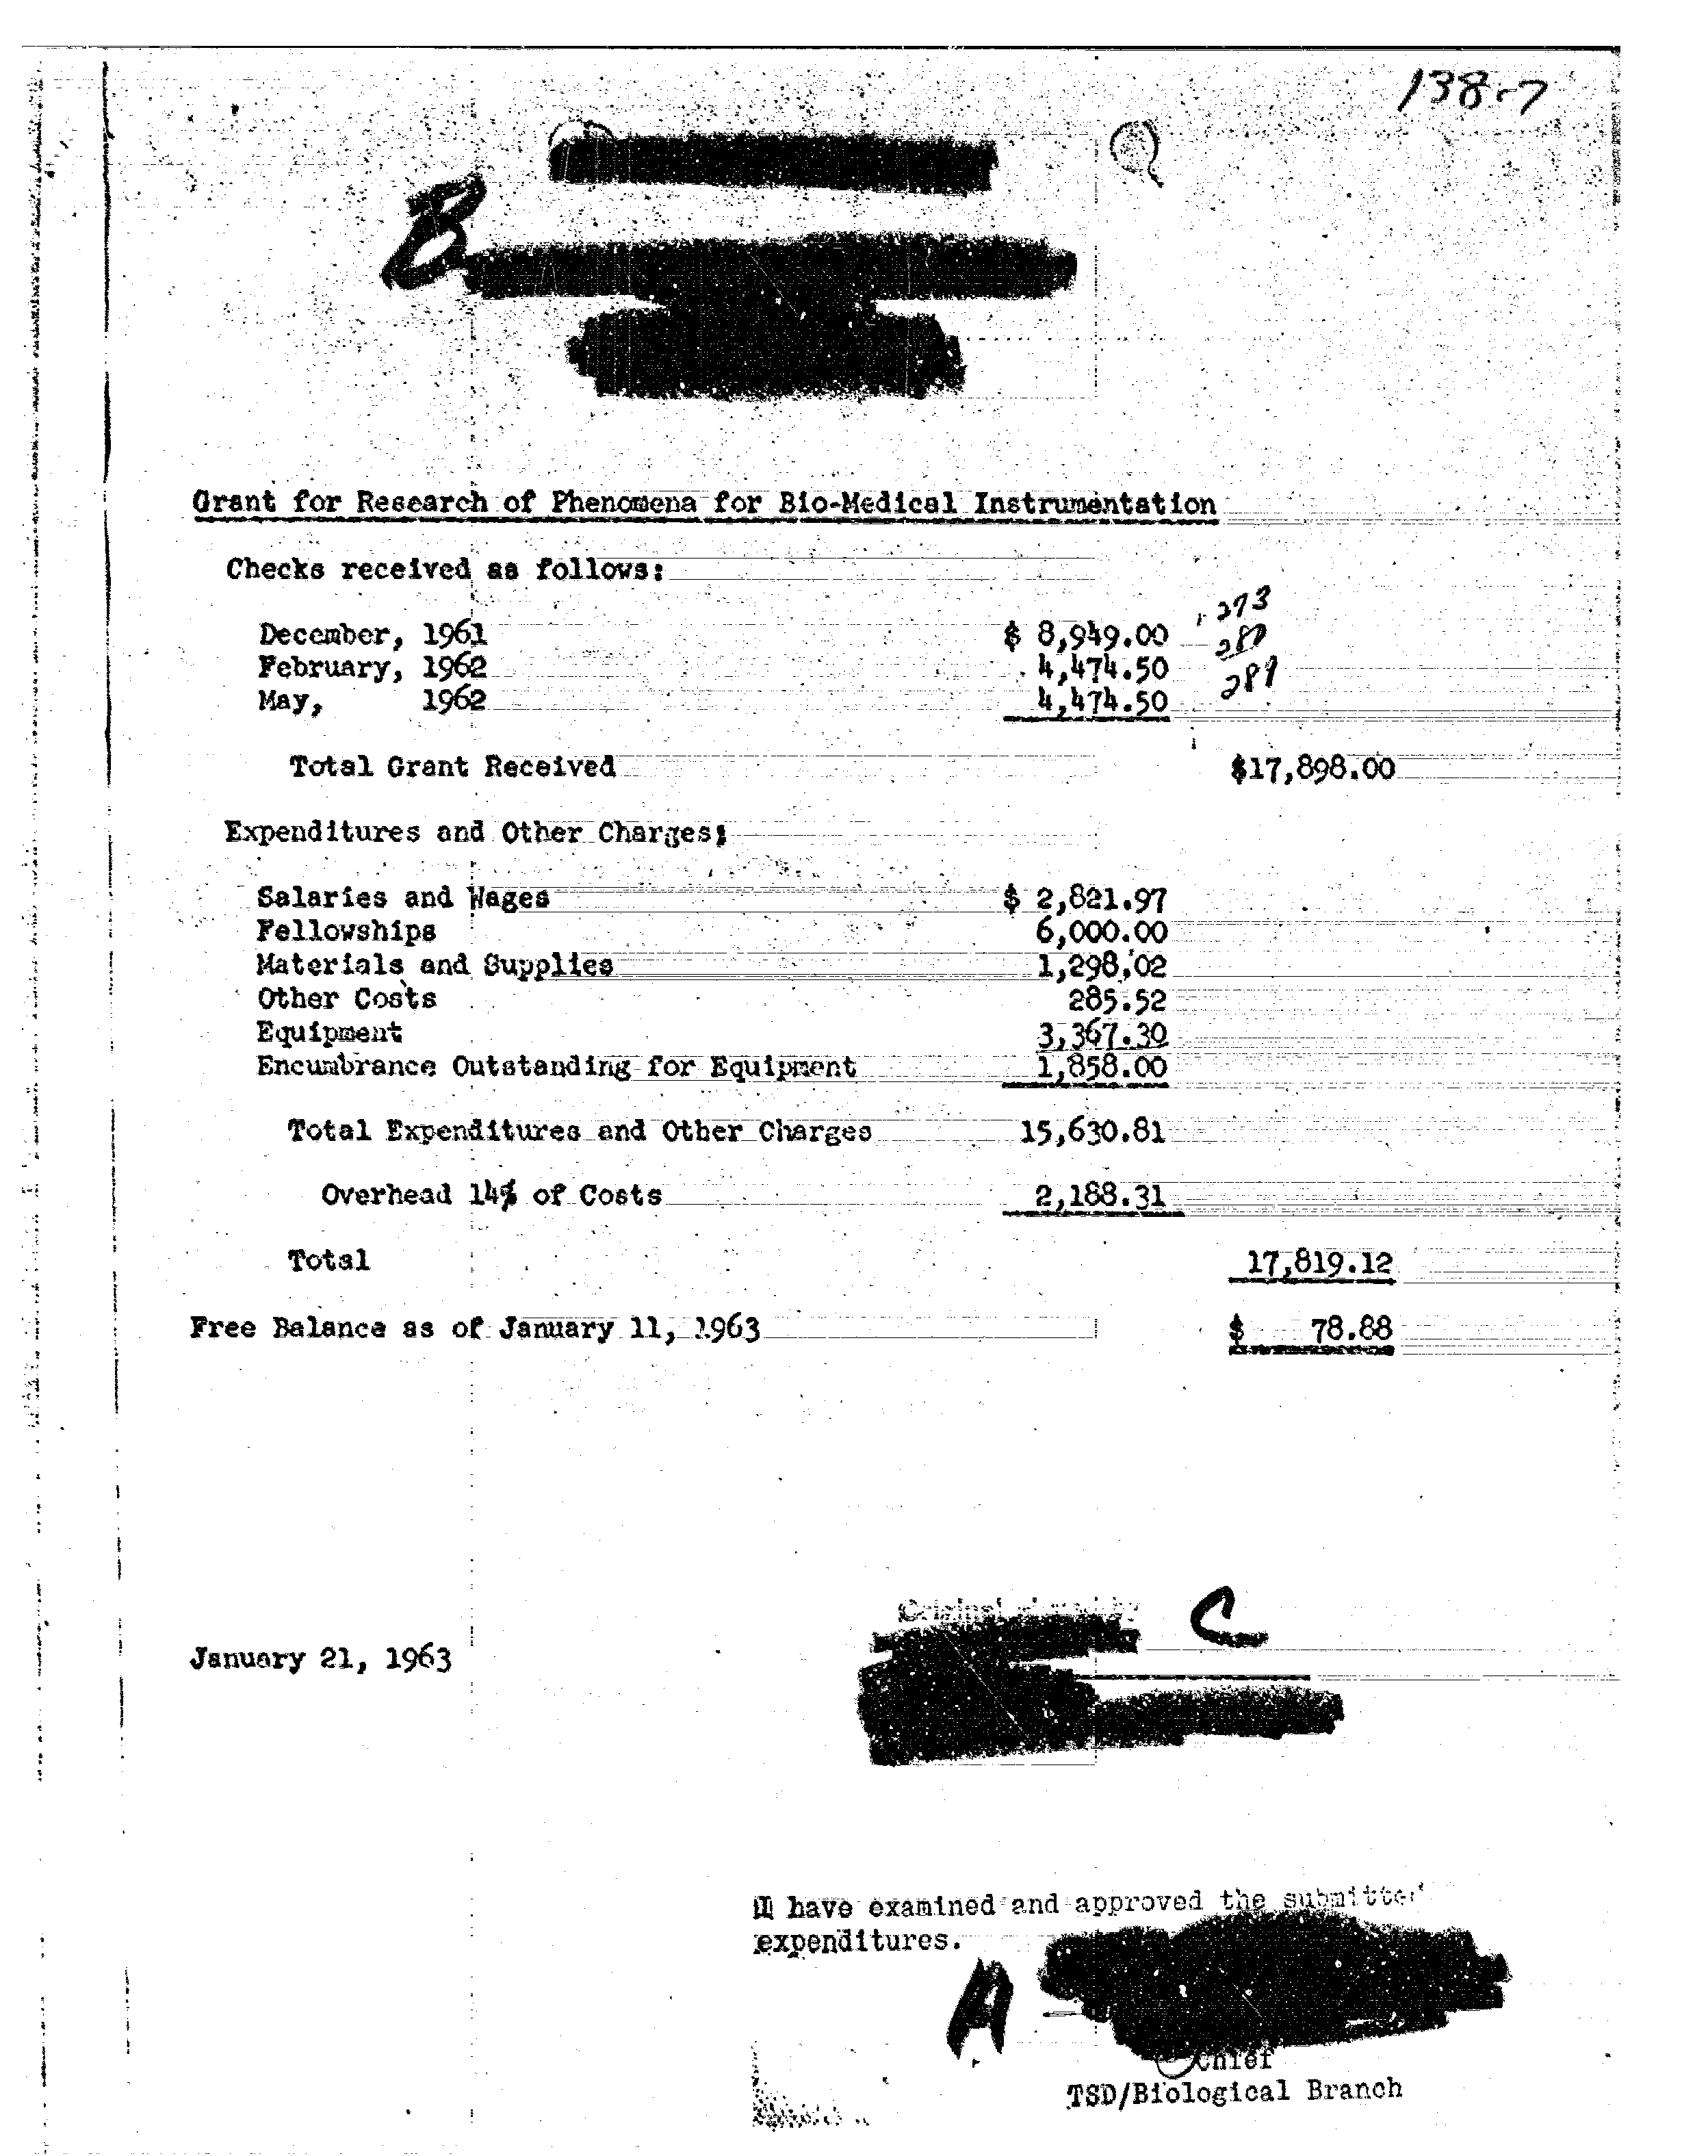 138-7
B
Grant for Research of Phenomena for Bio-Medical Instrumentation
Checks received as follows:
December, 1961 $ 8,949.00 273
February, 1962 4,474.50 280
May, 1962 4,474.50 289
Total Grant Received $17,898.00
Expenditures and Other Charges:
Salaries and Wages $ 2,821.97
Fellowships 6,000.00
Materials and Supplies 1,298.02
Other Costs 285.52
Equipment 3,367.30
Encumbrance Outstanding for Equipment 1,858.00
Total Expenditures and Other Charges 15,630.81
Overhead 14% of Costs 2,188.31
Total 17,819.12
Free Balance as of January 11, 1963 $ 78.88
Original signed by C
January 21, 1963
I have examined and approved the submitted
expenditures.
A
Chief
TSD/Biological Branch